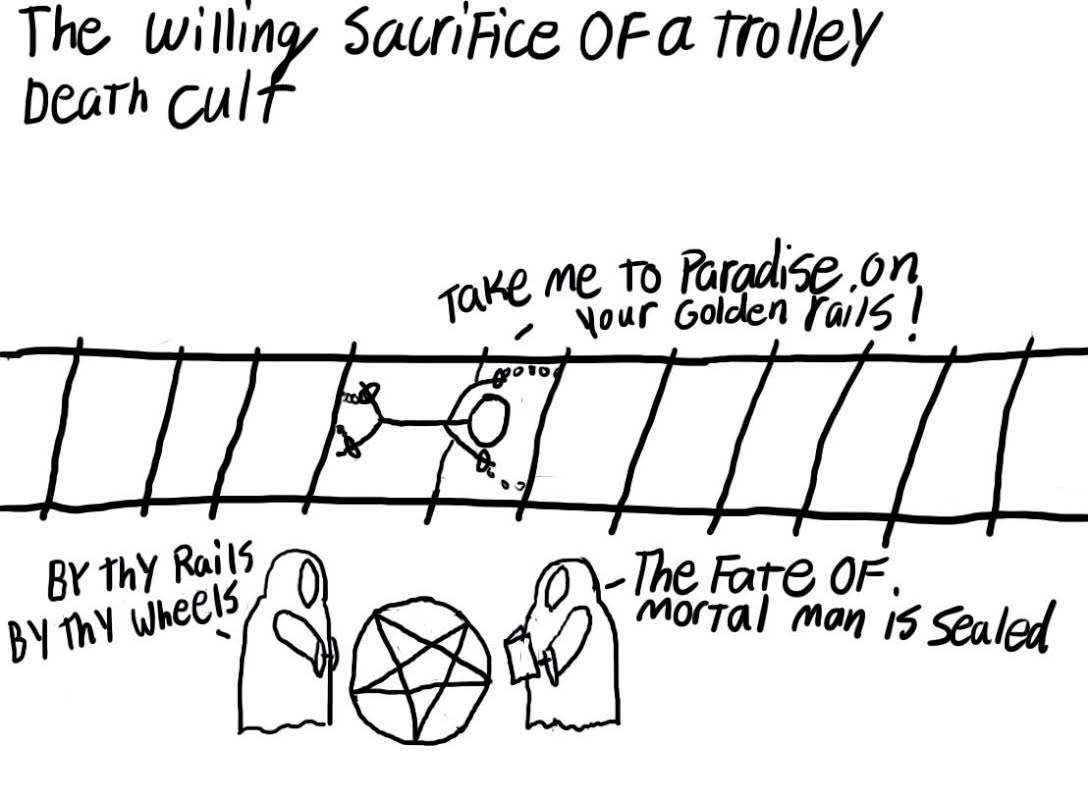 The willing Sacrifice OF a Trolley
Death cult
Take me to Paradise on
your Golden rails!
By thy Rails
By thy wheels
The Fate OF
mortal man is sealed